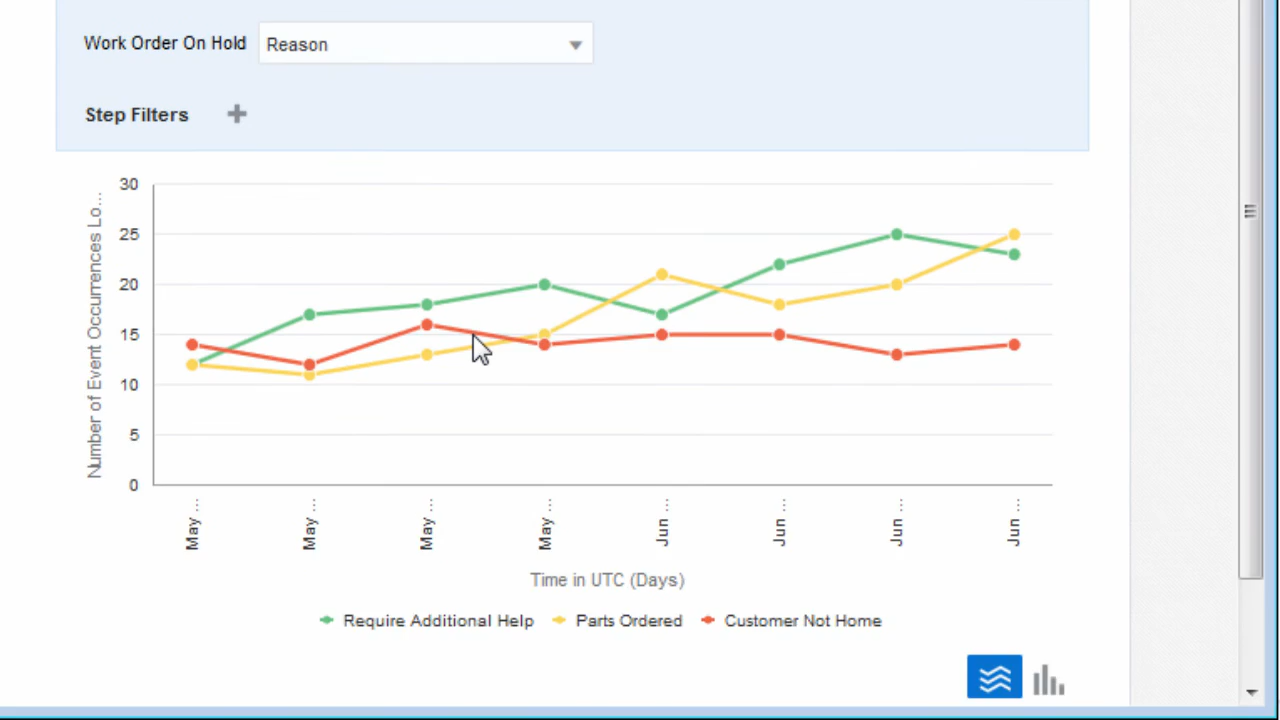 Work Order On Hold Reason
Step Filters
Number of Event Occurrences Lo...
30
25
20
15
10
5
0
May ... May ... May ... May ... Jun ... Jun ... Jun ... Jun ...
Time in UTC (Days)
Require Additional Help Parts Ordered Customer Not Home